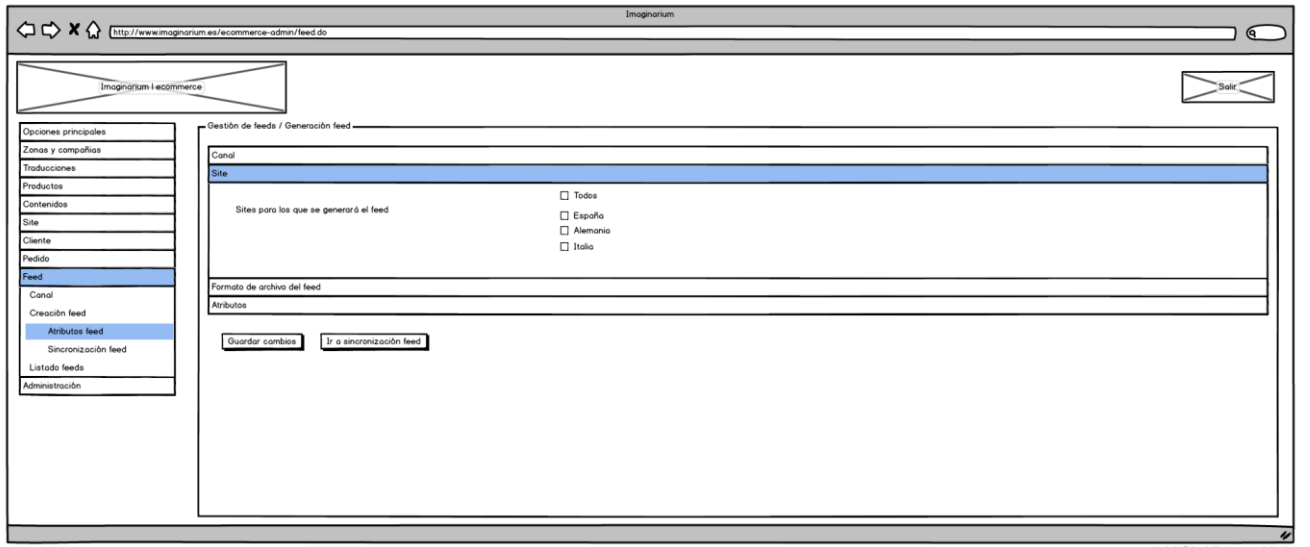 Imaginarium
http://www.imaginarium.es/ecommerce-admin/feed.do
Imaginarium | ecommerce
Salir
Opciones principales
Zonas y compañias
Traducciones
Productos
Contenidos
Site
Cliente
Pedido
Feed
Canal
Creación feed
Atributos feed
Sincronización feed
Listado feeds
Administración
Gestión de feeds / Generación feed
Canal
Site
Sites para los que se generará el feed
Todos
España
Alemania
Italia
Formato de archivo del feed
Atributos
Guardar cambios
Ir a sincronización feed